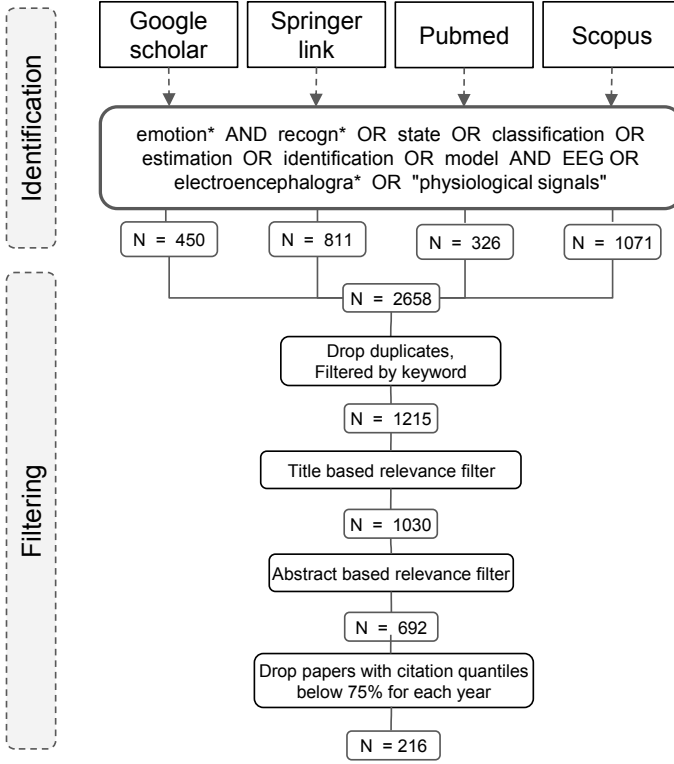 Google
scholar
Springer
link
Pubmed
Scopus
Identification
emotion* AND recogn* OR state OR classification OR
estimation OR identification OR model AND EEG OR
electroencephalogra* OR "physiological signals"
N = 450
N = 811
N = 326
N = 1071
Filtering
N = 2658
Drop duplicates,
Filtered by keyword
N = 1215
Title based relevance filter
N = 1030
Abstract based relevance filter
N = 692
Drop papers with citation quantiles
below 75% for each year
N = 216